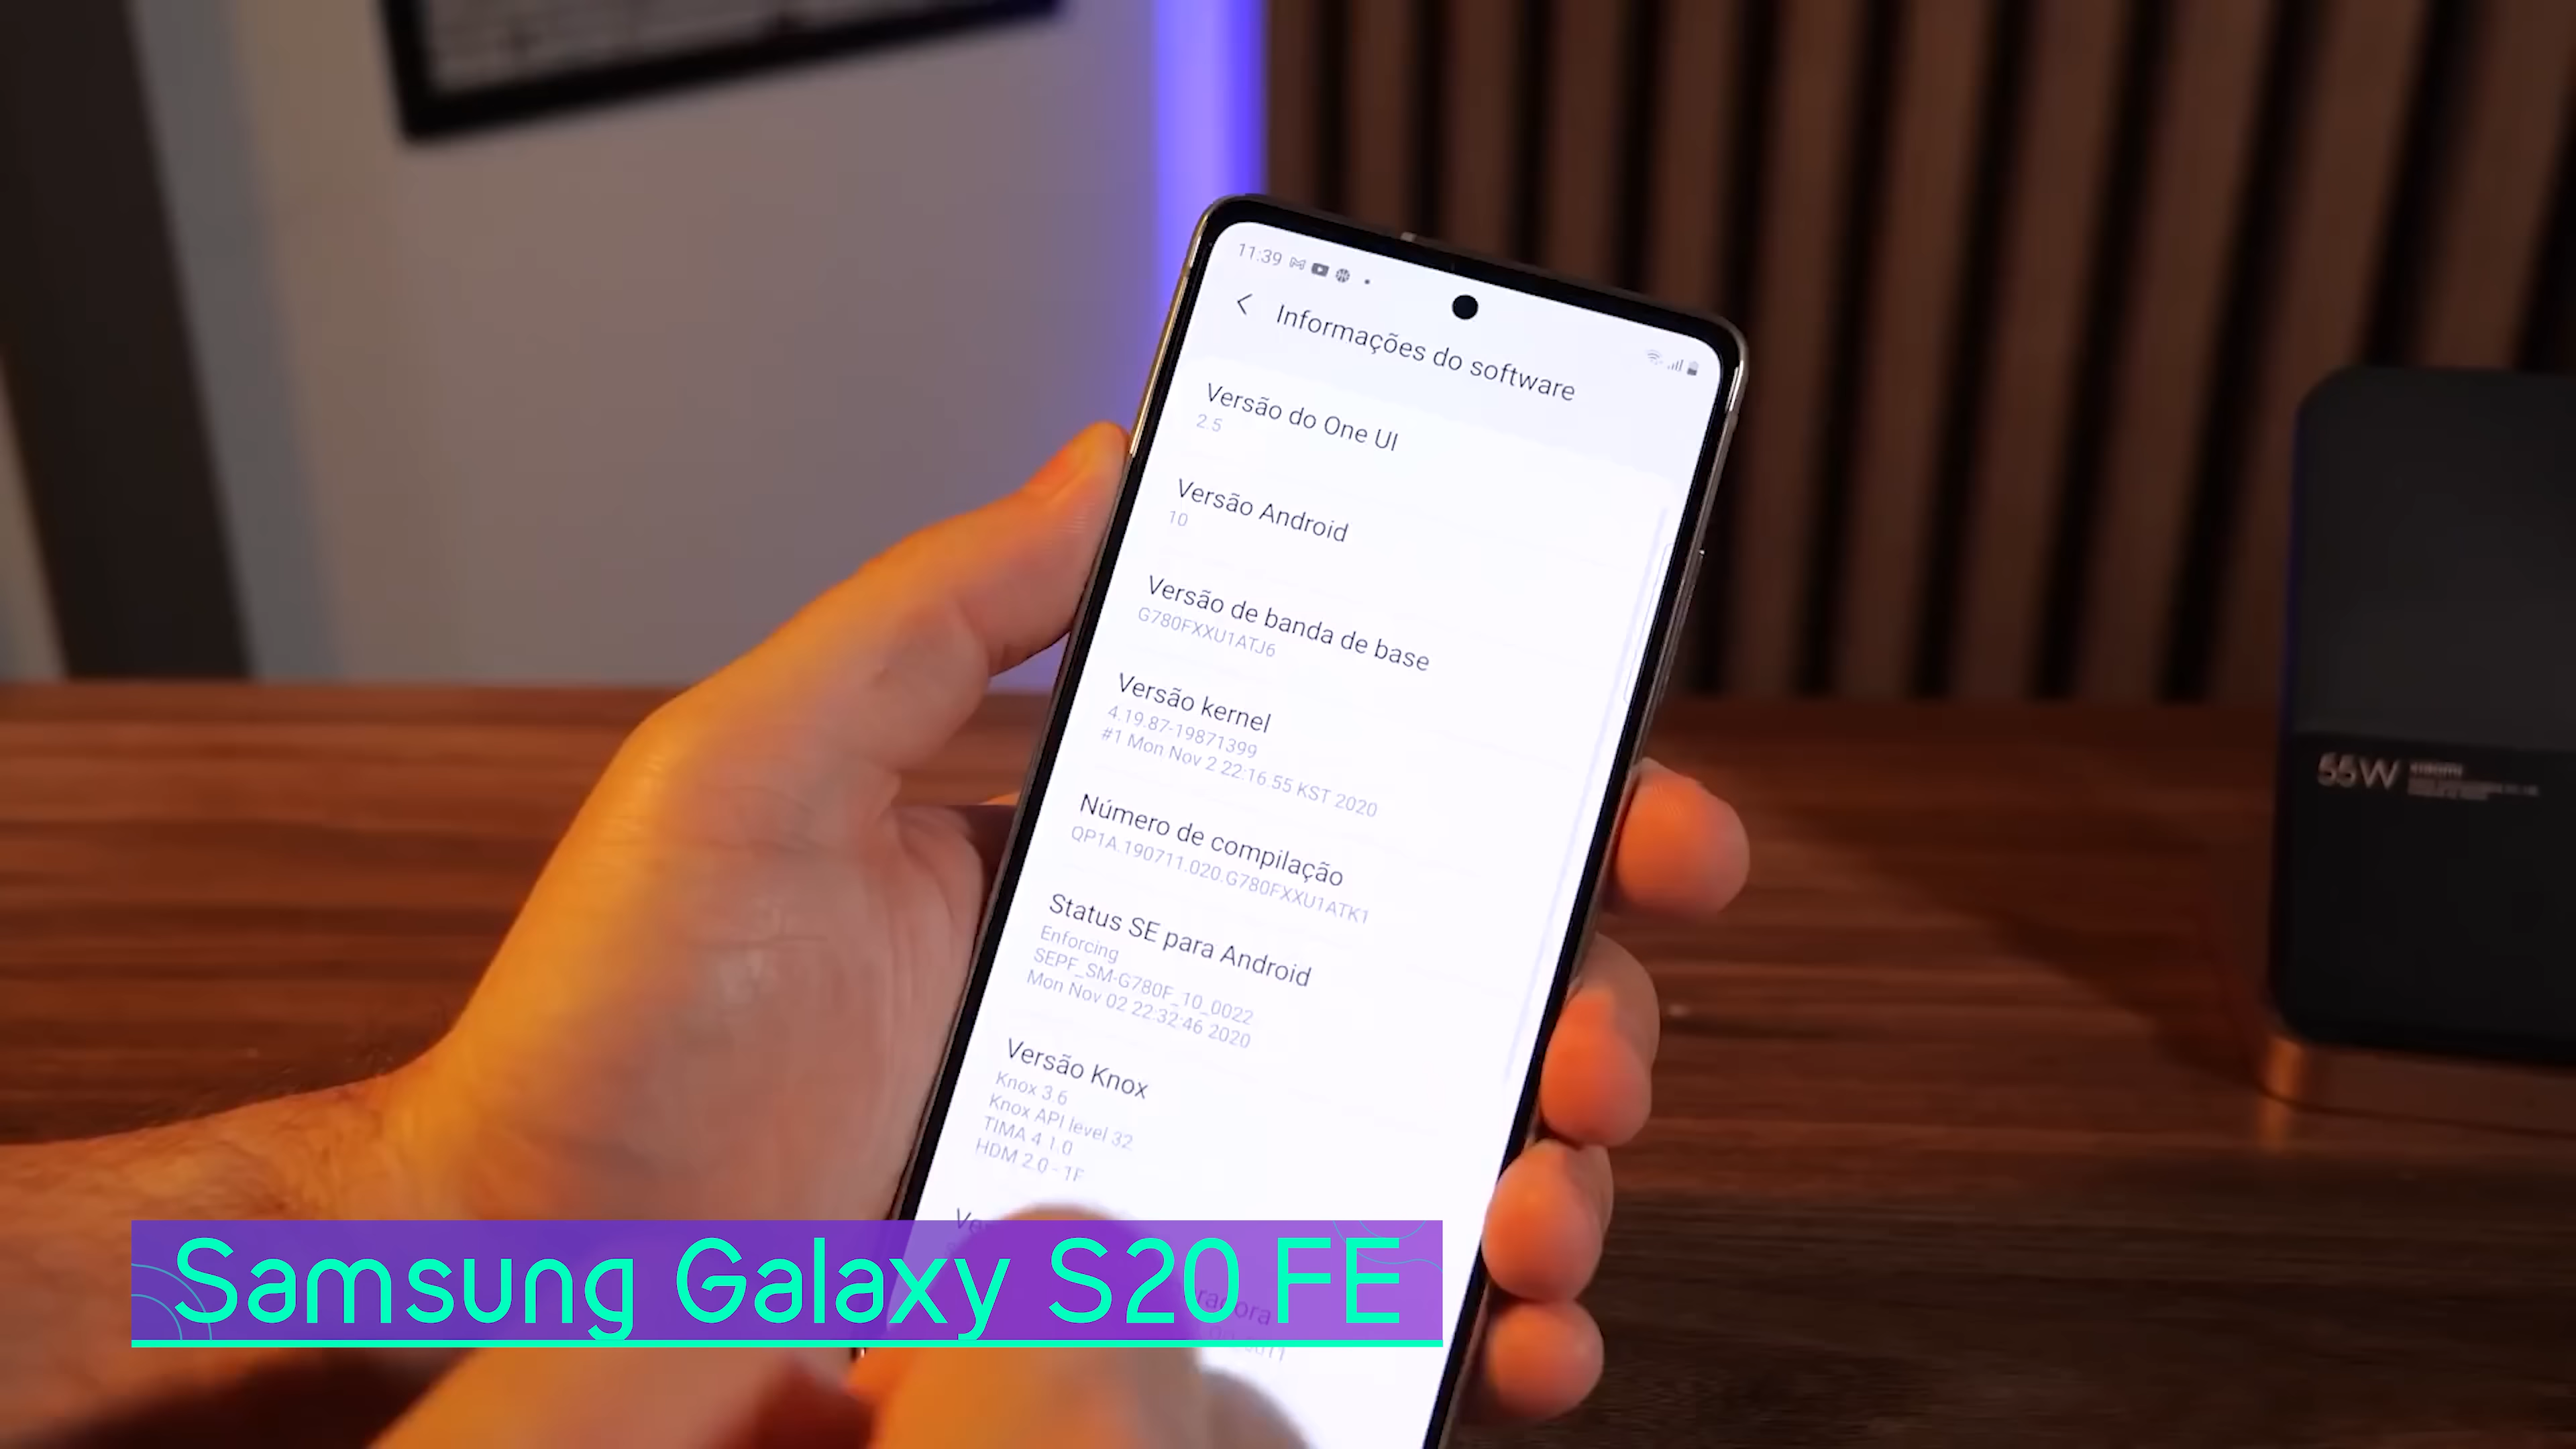 11:39
Informações do software
Versão do One UI
2.5
Versão Android
10
Versão de banda de base
G780FXXU1ATJ6
Versão kernel
4.19.87-19871399
#1 Mon Nov 2 22:16:55 KST 2020
Número de compilação
QP1A.190711.020.G780FXXU1ATK1
Status SE para Android
Enforcing
SEPF_SM-G780F_10_0022
Mon Nov 02 22:32:46 2020
Versão Knox
Knox 3.6
Knox API level 32
TIMA 4.1.0
HDM 2.0 - 1F
Samsung Galaxy S20 FE
55W